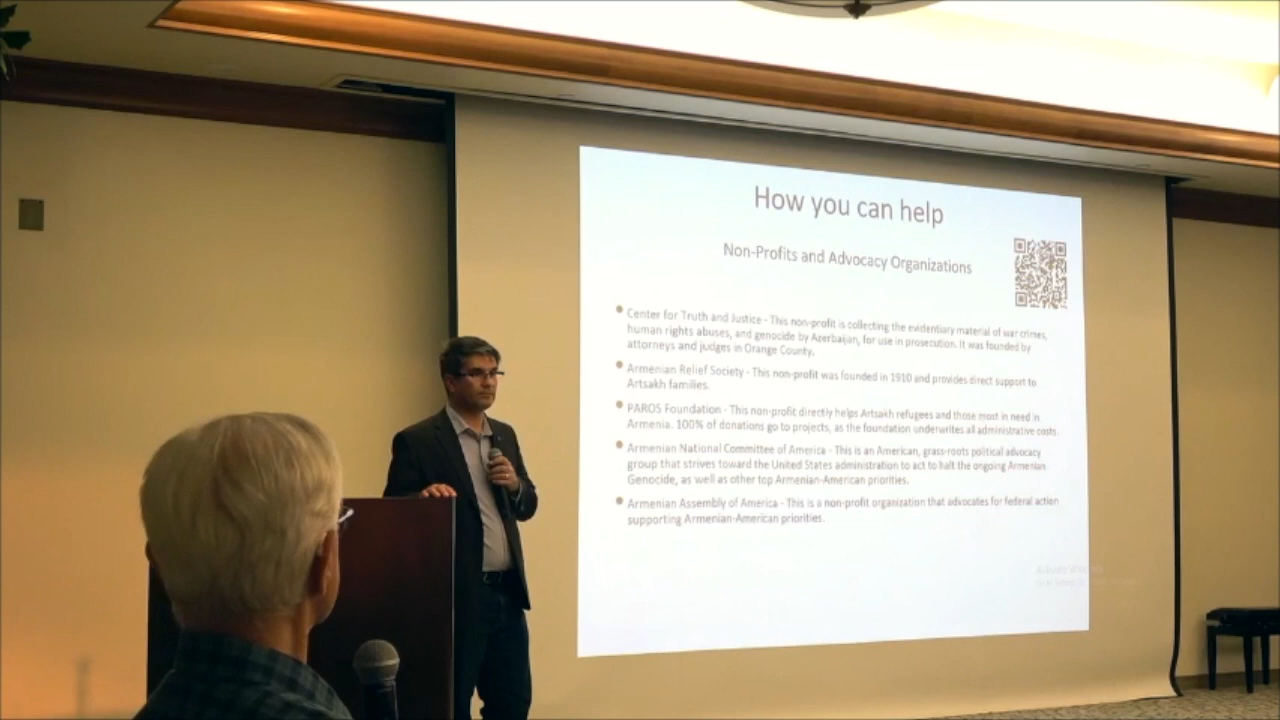 How you can help
Non-Profits and Advocacy Organizations
Center for Truth and Justice - This non-profit is collecting the evidentiary material of war crimes,
human rights abuses, and genocide by Azerbaijan, for use in prosecution. It was founded by
attorneys and judges in Orange County.
Armenian Relief Society - This non-profit was founded in 1910 and provides direct support to
Artsakh families.
PAROS Foundation - This non-profit directly helps Artsakh refugees and those most in need in
Armenia. 100% of donations go to projects, as the foundation underwrites all administrative costs.
Armenian National Committee of America - This is an American, grass-roots political advocacy
group that strives toward the United States administration to act to halt the ongoing Armenian
Genocide, as well as other top Armenian-American priorities.
Armenian Assembly of America - This is a non-profit organization that advocates for federal action
supporting Armenian-American priorities.